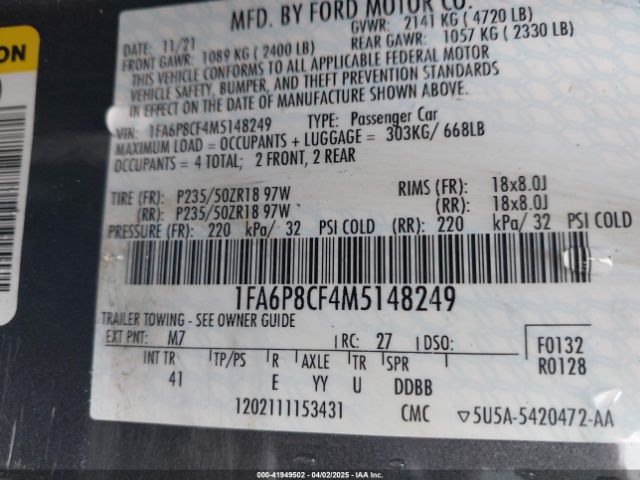 MFD. BY FORD MOTOR CO.
DATE: 11/21 GVWR: 2141 KG ( 4720 LB)
FRONT GAWR: 1089 KG ( 2400 LB) REAR GAWR: 1057 KG ( 2330 LB)
THIS VEHICLE CONFORMS TO ALL APPLICABLE FEDERAL MOTOR
VEHICLE SAFETY, BUMPER, AND THEFT PREVENTION STANDARDS
IN EFFECT ON THE DATE OF MANUFACTURE SHOWN ABOVE.
VIN: 1FA6P8CF4M5148249 TYPE: Passenger Car
MAXIMUM LOAD = OCCUPANTS + LUGGAGE = 303KG/ 668LB
OCCUPANTS = 4 TOTAL; 2 FRONT, 2 REAR
TIRE (FR): P235/50ZR18 97W RIMS (FR): 18x8.0J
(RR): P235/50ZR18 97W (RR): 18x8.0J
PRESSURE (FR): 220 kPa/ 32 PSI COLD (RR): 220 kPa/ 32 PSI COLD
1FA6P8CF4M5148249
TRAILER TOWING - SEE OWNER GUIDE
EXT PNT: M7 RC: 27 DSO: F0132
R0128
INT TR TP/PS R AXLE TR SPR
41 E YY U DDBB
1202111153431 CMC ▽5U5A-5420472-AA
000-41949502 04/02/2025 IAA Inc.